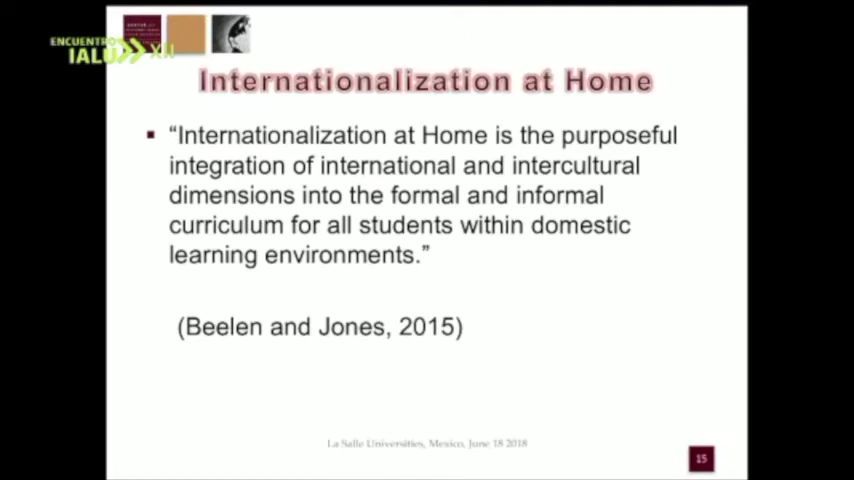 ENCUENTRO
IALU XII
Internationalization at Home
“Internationalization at Home is the purposeful
integration of international and intercultural
dimensions into the formal and informal
curriculum for all students within domestic
learning environments.”
(Beelen and Jones, 2015)
La Salle Universities, Mexico, June 18 2018
15